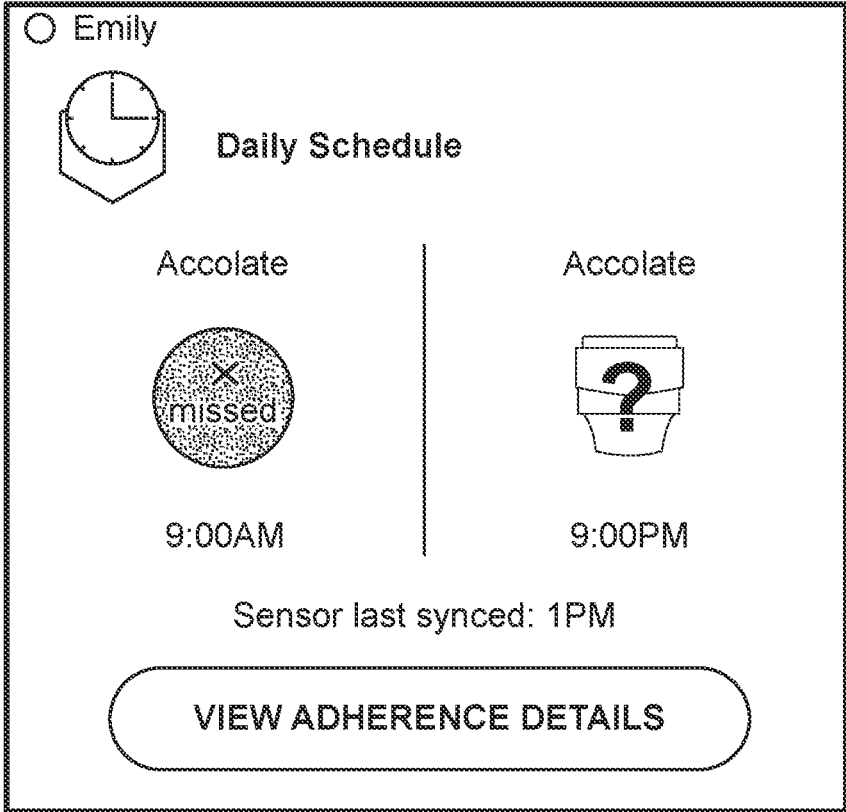 Emily
Daily Schedule
Accolate
Accolate
×
missed
?
9:00AM
9:00PM
Sensor last synced: 1PM
VIEW ADHERENCE DETAILS